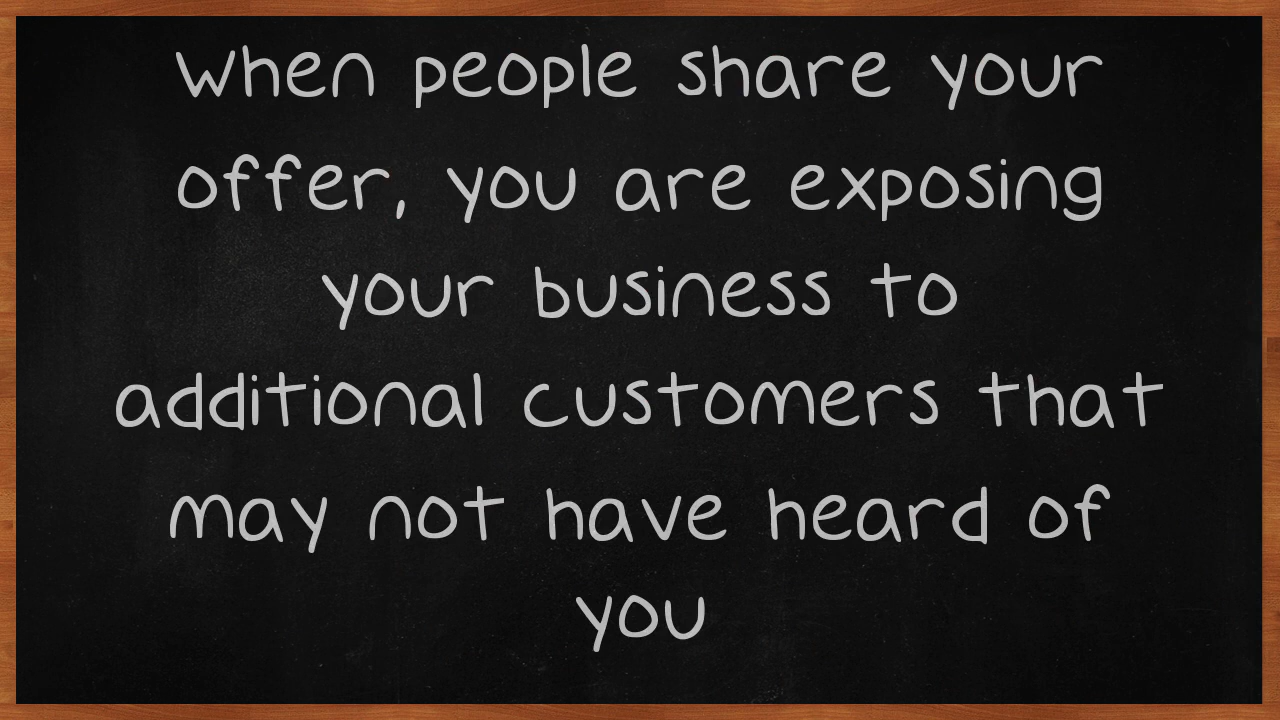 When people share your
offer, you are exposing
your business to
additional customers that
may not have heard of
you